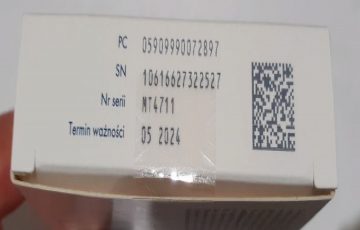 PC 05909990072897
SN 10616627322527
Nr serii MT4711
Termin ważności 05 2024